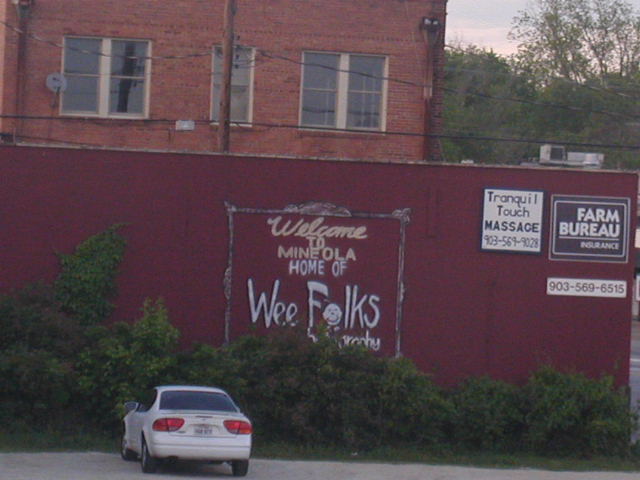 Welcome
TO
MINEOLA
HOME OF
Wee Folks
Tranquil
Touch
MASSAGE
903-569-9028
FARM
BUREAU
INSURANCE
903-569-6515